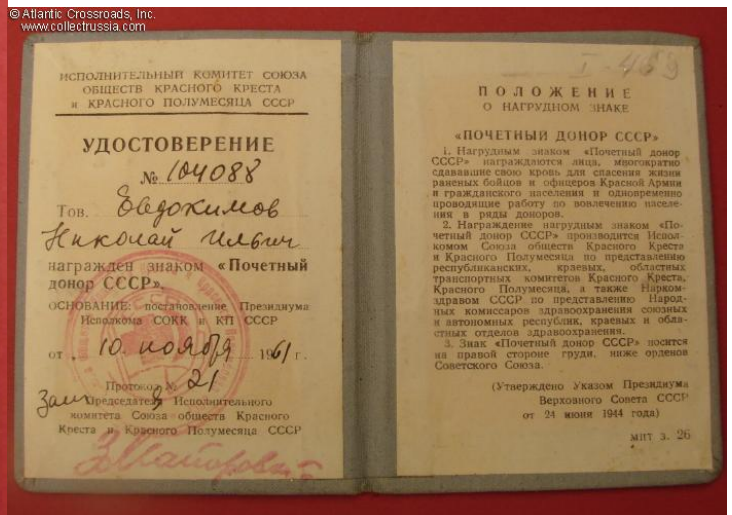 © Atlantic Crossroads, Inc.
www.collectrussia.com
ИСПОЛНИТЕЛЬНЫЙ КОМИТЕТ СОЮЗА
ОБЩЕСТВ КРАСНОГО КРЕСТА
и КРАСНОГО ПОЛУМЕСЯЦА СССР
УДОСТОВЕРЕНИЕ
№ 104088
Тов. Евдокимов
Николай Ильич
награжден знаком «Почетный
донор СССР».
ОСНОВАНИЕ: постановление Президиума
Исполкома СОКК и КП СССР
от 10 ноября 1961 г.
Протокол № 21
Зам Председателя Исполнительного
комитета Союза обществ Красного
Креста и Красного Полумесяца СССР
I-459
ПОЛОЖЕНИЕ
О НАГРУДНОМ ЗНАКЕ
«ПОЧЕТНЫЙ ДОНОР СССР»
1. Нагрудным знаком «Почетный донор
СССР» награждаются лица, многократно
сдававшие свою кровь для спасения жизни
раненых бойцов и офицеров Красной Армии
и гражданского населения и одновременно
проводящие работу по вовлечению населе-
ния в ряды доноров.
2. Награждение нагрудным знаком «По-
четный донор СССР» производится Испол-
комом Союза обществ Красного Креста
и Красного Полумесяца по представлению
республиканских, краевых, областных
транспортных комитетов Красного Креста,
Красного Полумесяца, а также Нарком-
здравом СССР по представлению Народ-
ных комиссаров здравоохранения союзных
и автономных республик, краевых и обла-
стных отделов здравоохранения.
3. Знак «Почетный донор СССР» носится
на правой стороне груди, ниже орденов
Советского Союза.
(Утверждено Указом Президиума
Верховного Совета СССР
от 24 июня 1944 года)
МИТ з. 26